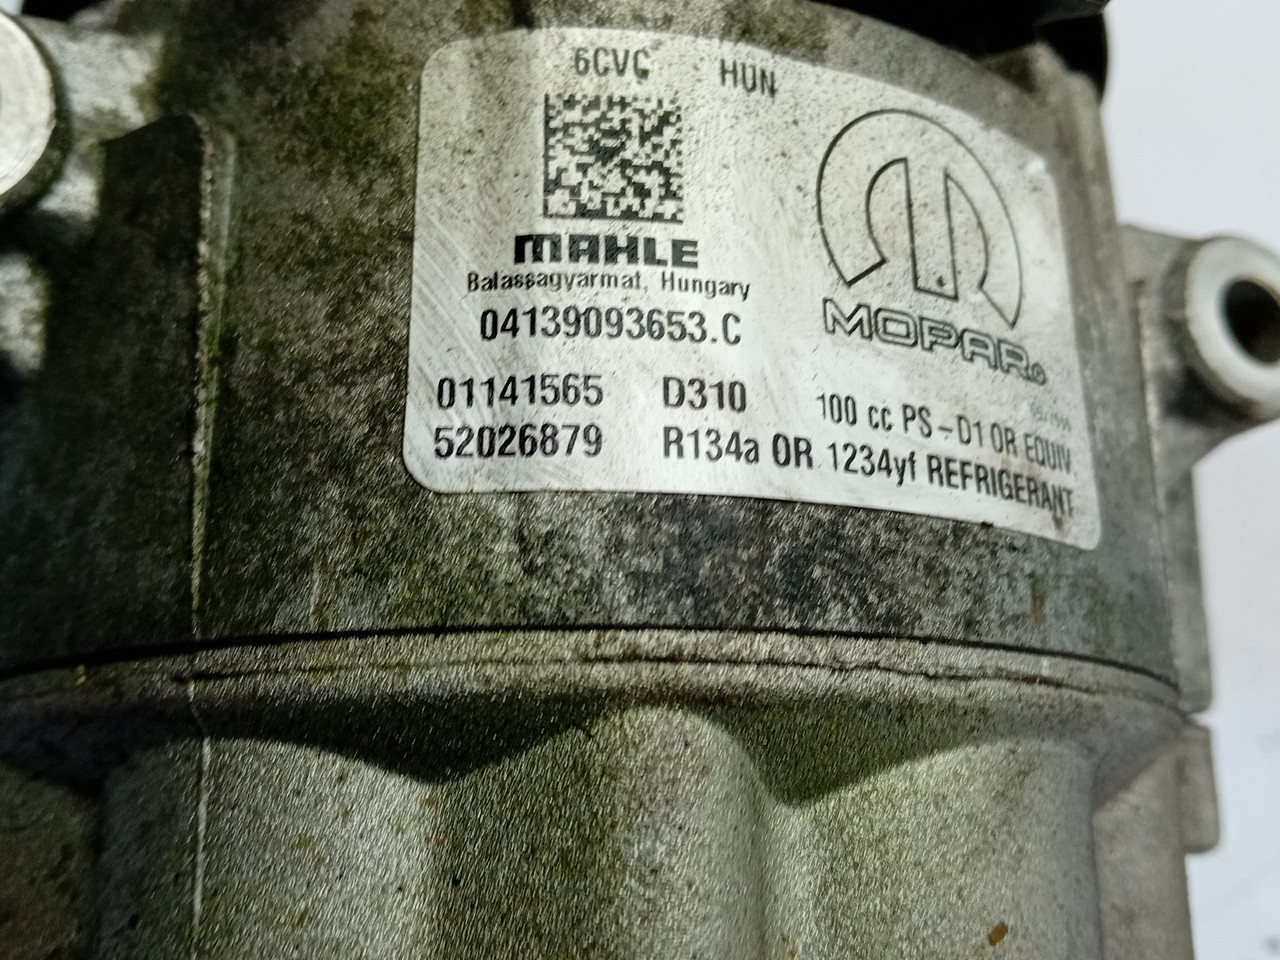 6CVC HUN
MAHLE
Balassagyarmat, Hungary
04139093653.C
MOPAR®
01141565 D310 100 cc PS-D1 OR EQUIV.
52026879 R134a OR 1234yf REFRIGERANT